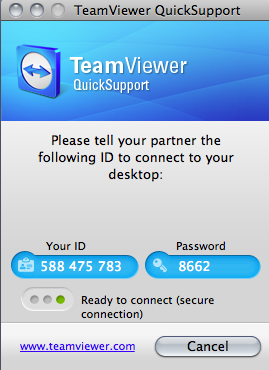 TeamViewer QuickSupport
TeamViewer
QuickSupport
Please tell your partner the
following ID to connect to your
desktop:
Your ID
Password
588 475 783
8662
Ready to connect (secure
connection)
www.teamviewer.com
Cancel